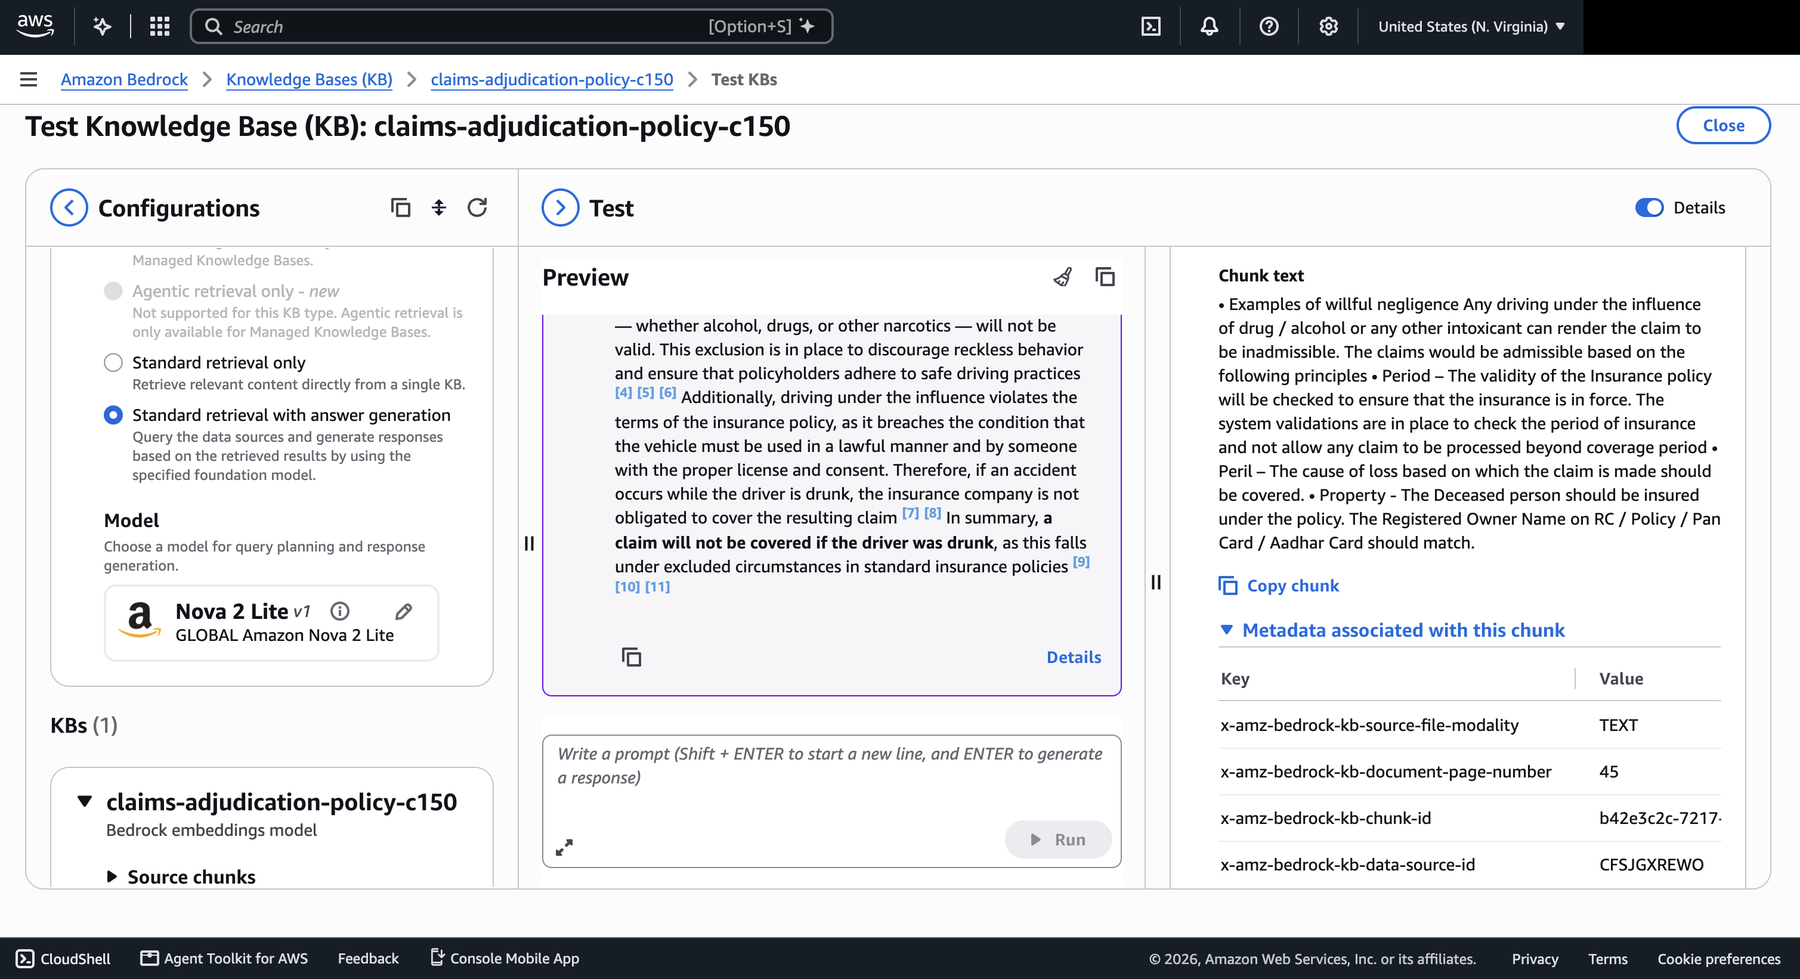 aws
Search
[Option+S]
United States (N. Virginia)
Amazon Bedrock
Knowledge Bases (KB)
claims-adjudication-policy-c150
Test KBs
Test Knowledge Base (KB): claims-adjudication-policy-c150
Close
Configurations
Managed Knowledge Bases.
Agentic retrieval only - new
Not supported for this KB type. Agentic retrieval is
only available for Managed Knowledge Bases.
Standard retrieval only
Retrieve relevant content directly from a single KB.
Standard retrieval with answer generation
Query the data sources and generate responses
based on the retrieved results by using the
specified foundation model.
Model
Choose a model for query planning and response
generation.
Nova 2 Lite v1
GLOBAL Amazon Nova 2 Lite
KBs (1)
claims-adjudication-policy-c150
Bedrock embeddings model
Source chunks
Test
Details
Preview
— whether alcohol, drugs, or other narcotics — will not be
valid. This exclusion is in place to discourage reckless behavior
and ensure that policyholders adhere to safe driving practices
[4] [5] [6] Additionally, driving under the influence violates the
terms of the insurance policy, as it breaches the condition that
the vehicle must be used in a lawful manner and by someone
with the proper license and consent. Therefore, if an accident
occurs while the driver is drunk, the insurance company is not
obligated to cover the resulting claim [7] [8] In summary, a
claim will not be covered if the driver was drunk, as this falls
under excluded circumstances in standard insurance policies [9]
[10] [11]
Details
Write a prompt (Shift + ENTER to start a new line, and ENTER to generate
a response)
Run
Chunk text
• Examples of willful negligence Any driving under the influence
of drug / alcohol or any other intoxicant can render the claim to
be inadmissible. The claims would be admissible based on the
following principles • Period – The validity of the Insurance policy
will be checked to ensure that the insurance is in force. The
system validations are in place to check the period of insurance
and not allow any claim to be processed beyond coverage period •
Peril – The cause of loss based on which the claim is made should
be covered. • Property - The Deceased person should be insured
under the policy. The Registered Owner Name on RC / Policy / Pan
Card / Aadhar Card should match.
Copy chunk
Metadata associated with this chunk
Key Value
x-amz-bedrock-kb-source-file-modality TEXT
x-amz-bedrock-kb-document-page-number 45
x-amz-bedrock-kb-chunk-id b42e3c2c-7217-
x-amz-bedrock-kb-data-source-id CFSJGXREWO
CloudShell
Agent Toolkit for AWS
Feedback
Console Mobile App
© 2026, Amazon Web Services, Inc. or its affiliates.
Privacy
Terms
Cookie preferences